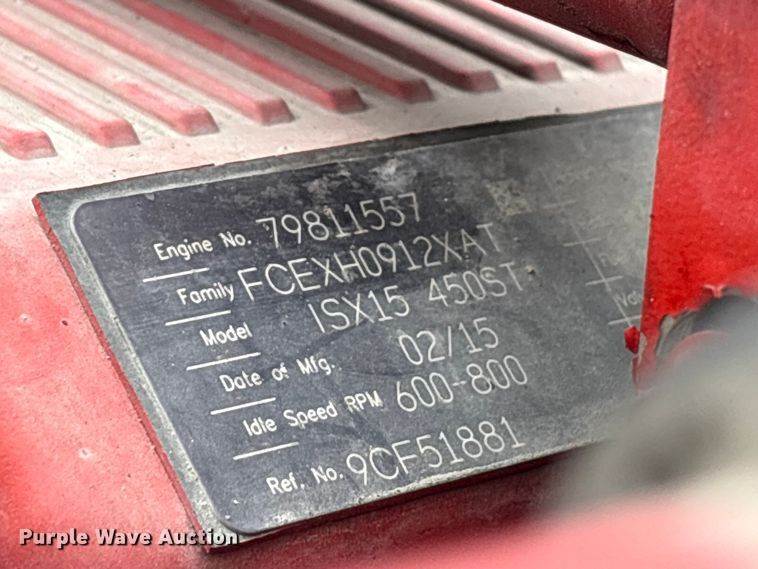 Engine No. 79811557
Family FCEXH0912XAT
Model ISX15 450ST
Date of Mfg. 02/15
Idle Speed RPM 600-800
Ref. No. 9CF51881
Purple Wave Auction